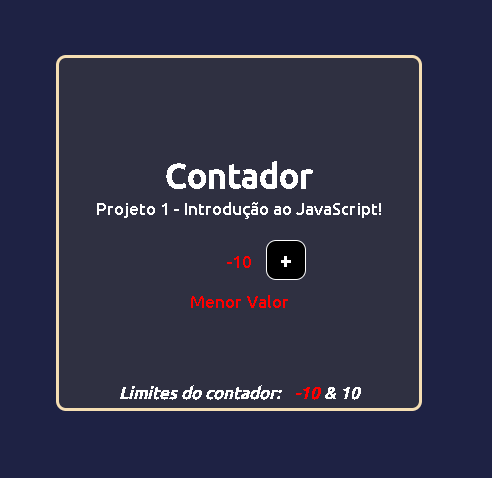 Contador
Projeto 1 - Introdução ao JavaScript!
-10 +
Menor Valor
Limites do contador: -10 & 10